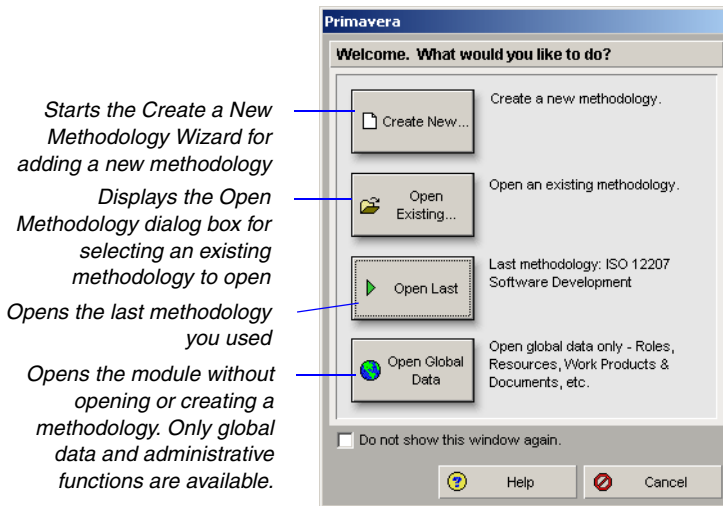 Primavera
Welcome. What would you like to do?
Starts the Create a New
Methodology Wizard for
adding a new methodology
Create New...
Create a new methodology.
Displays the Open
Methodology dialog box for
selecting an existing
methodology to open
Open
Existing...
Open an existing methodology.
Opens the last methodology
you used
Open Last
Last methodology: ISO 12207
Software Development
Opens the module without
opening or creating a
methodology. Only global
data and administrative
functions are available.
Open Global
Data
Open global data only - Roles,
Resources, Work Products &
Documents, etc.
Do not show this window again.
Help
Cancel